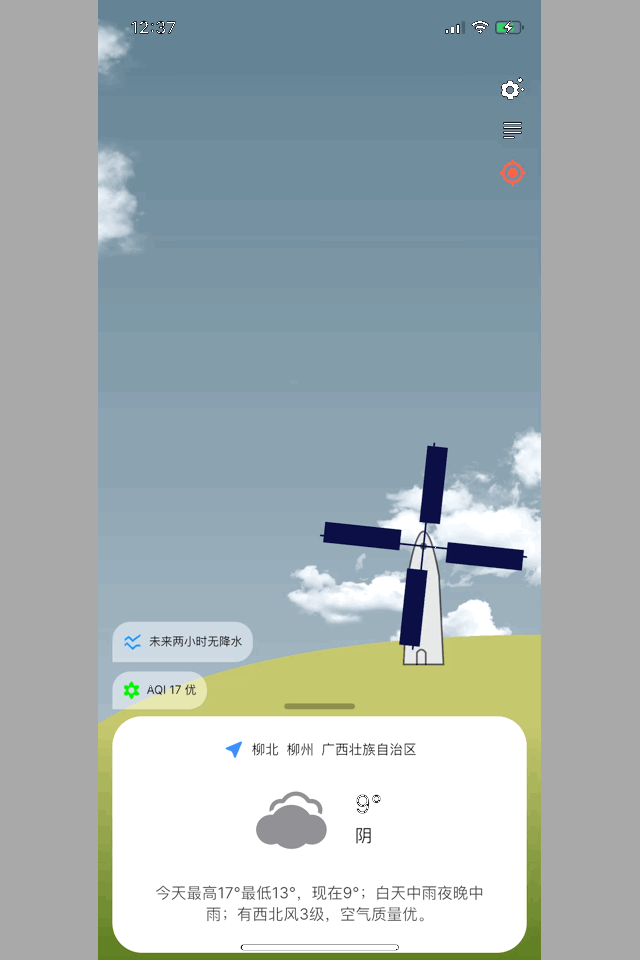 12:37
未来两小时无降水
AQI 17 优
柳北 柳州 广西壮族自治区
9°
阴
今天最高17°最低13°，现在9°；白天中雨夜晚中
雨；有西北风3级，空气质量优。